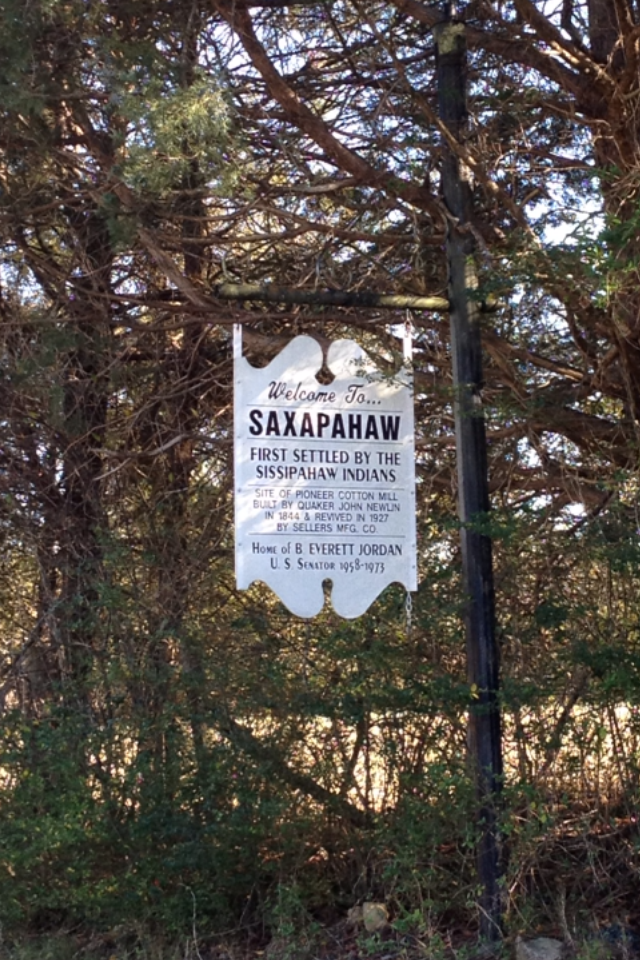 Welcome To...
SAXAPAHAW
FIRST SETTLED BY THE
SISSIPAHAW INDIANS
SITE OF PIONEER COTTON MILL
BUILT BY QUAKER JOHN NEWLIN
IN 1844 & REVIVED IN 1927
BY SELLERS MFG. CO.
HOME OF B. EVERETT JORDAN
U. S. SENATOR 1958-1973